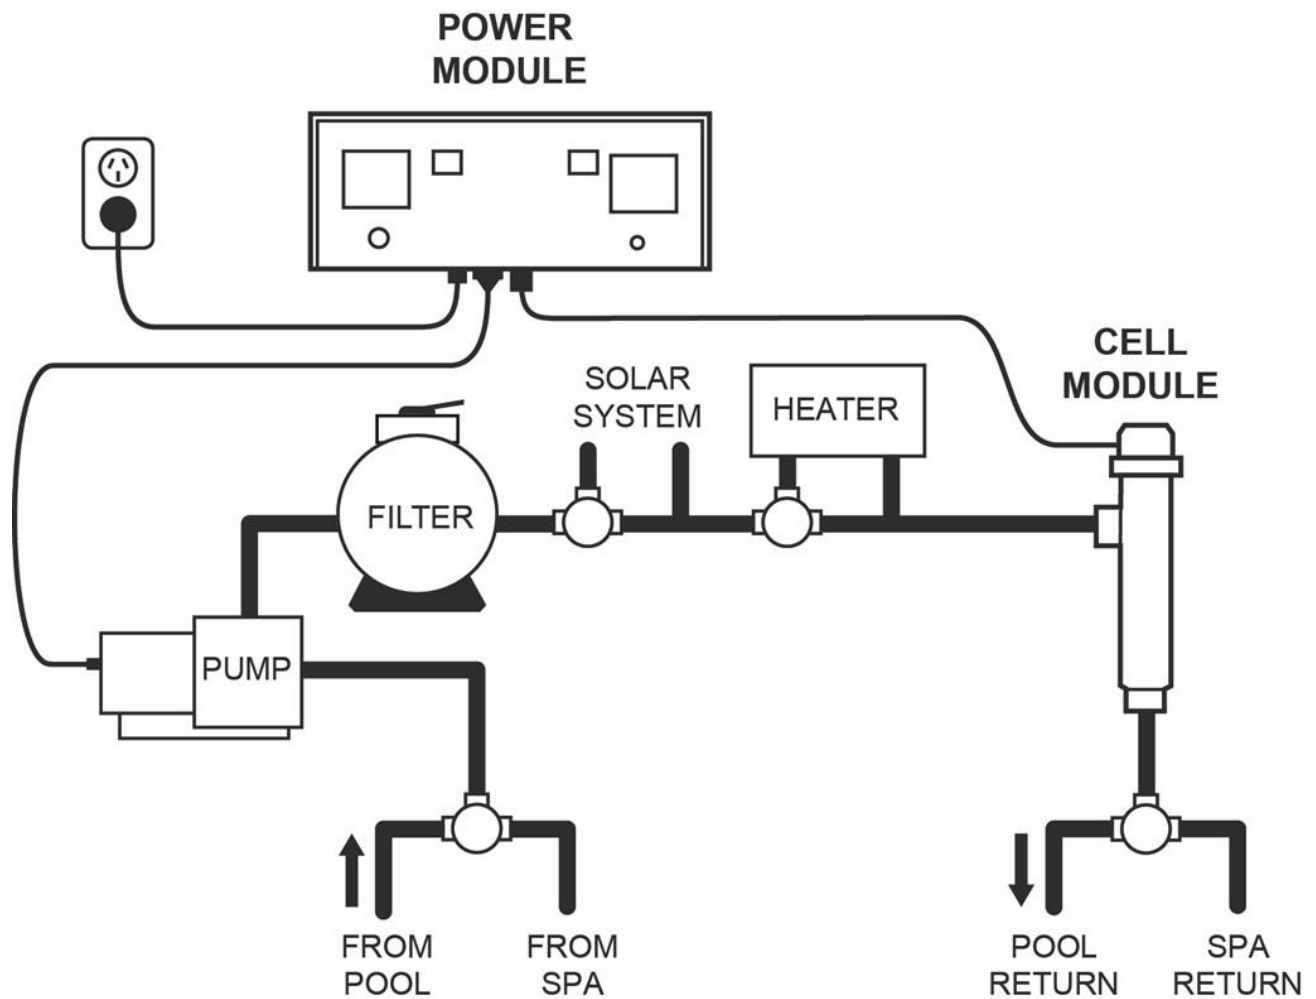 POWER
MODULE
CELL
MODULE
SOLAR
SYSTEM
HEATER
FILTER
PUMP
FROM
POOL
FROM
SPA
POOL
RETURN
SPA
RETURN